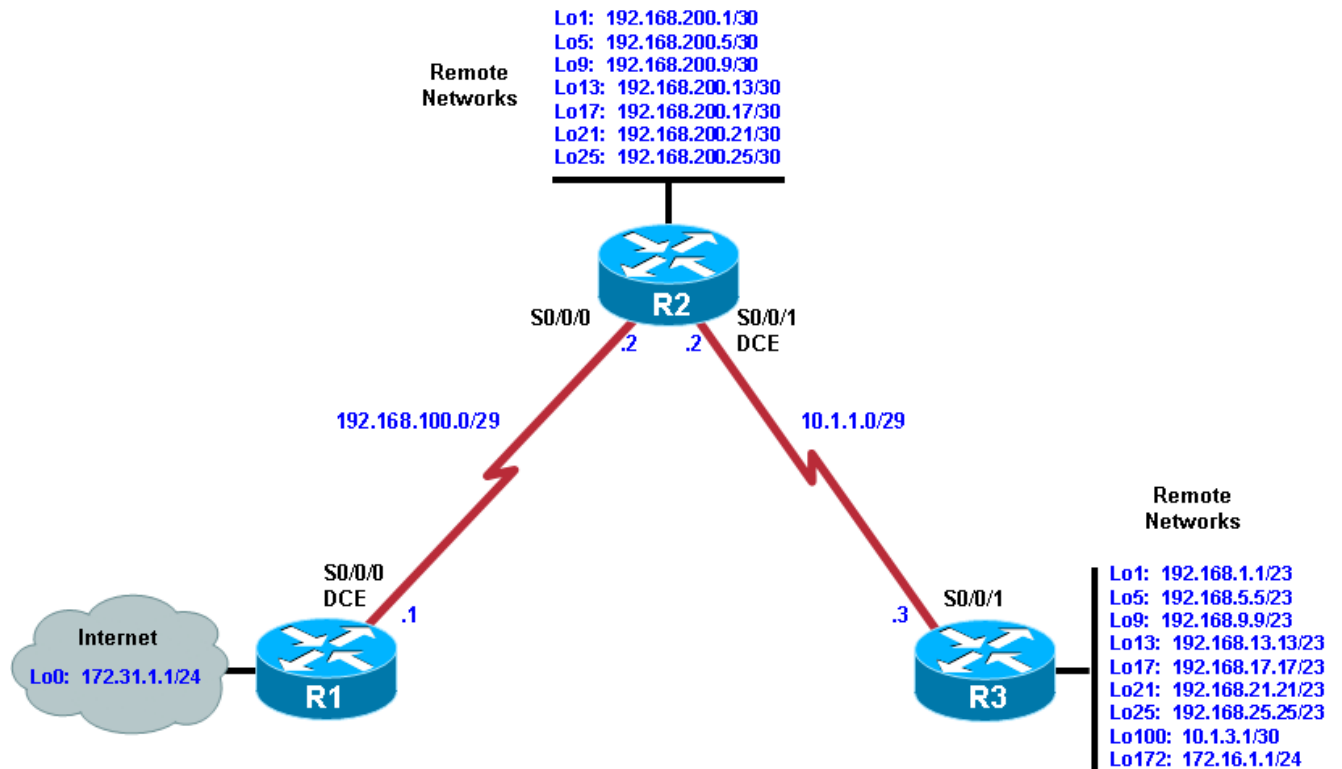 Lo1: 192.168.200.1/30
Lo5: 192.168.200.5/30
Lo9: 192.168.200.9/30
Lo13: 192.168.200.13/30
Lo17: 192.168.200.17/30
Lo21: 192.168.200.21/30
Lo25: 192.168.200.25/30
Remote
Networks
R2
S0/0/0
S0/0/1
DCE
.2
.2
192.168.100.0/29
10.1.1.0/29
S0/0/0
DCE
.1
Internet
Lo0: 172.31.1.1/24
R1
.3
S0/0/1
R3
Remote
Networks
Lo1: 192.168.1.1/23
Lo5: 192.168.5.5/23
Lo9: 192.168.9.9/23
Lo13: 192.168.13.13/23
Lo17: 192.168.17.17/23
Lo21: 192.168.21.21/23
Lo25: 192.168.25.25/23
Lo100: 10.1.3.1/30
Lo172: 172.16.1.1/24